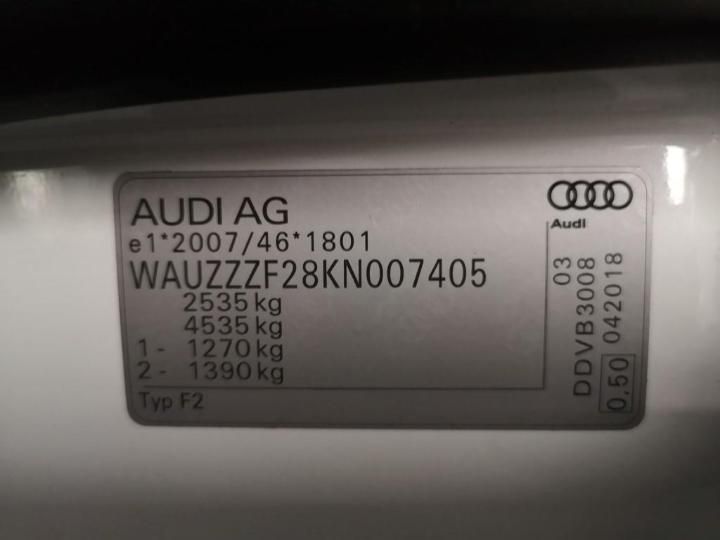 AUDI AG
e1*2007/46*1801
WAUZZZF28KN007405
2535 kg
4535 kg
1- 1270 kg
2- 1390 kg
Typ F2
Audi
03
DDVB3008
0,50 042018